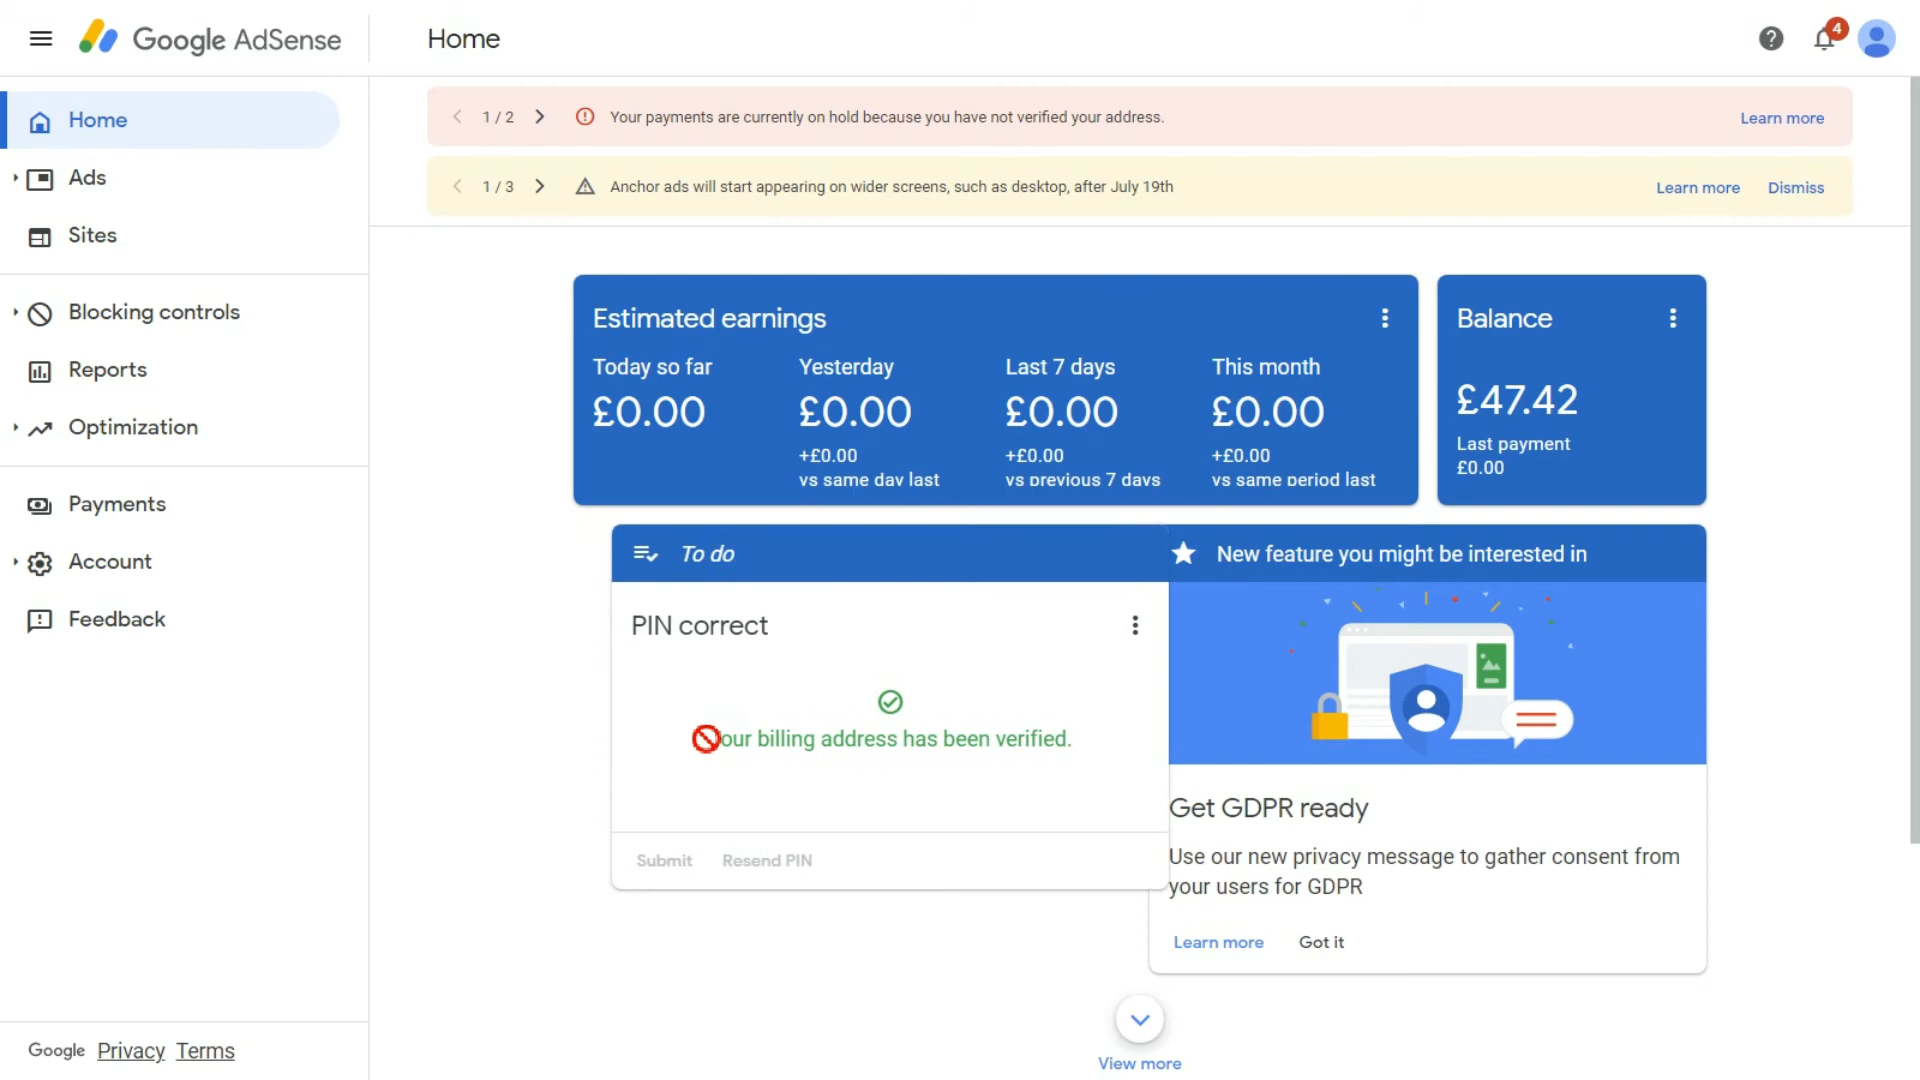 Google AdSense
Home
4
Home
Ads
Sites
Blocking controls
Reports
Optimization
Payments
Account
Feedback
Google Privacy Terms
1 / 2 Your payments are currently on hold because you have not verified your address. Learn more
1 / 3 Anchor ads will start appearing on wider screens, such as desktop, after July 19th Learn more Dismiss
Estimated earnings
Today so far
£0.00
Yesterday
£0.00
+£0.00
vs same day last
Last 7 days
£0.00
+£0.00
vs previous 7 days
This month
£0.00
+£0.00
vs same period last
Balance
£47.42
Last payment
£0.00
To do
PIN correct
our billing address has been verified.
Submit Resend PIN
New feature you might be interested in
Get GDPR ready
Use our new privacy message to gather consent from
your users for GDPR
Learn more Got it
View more